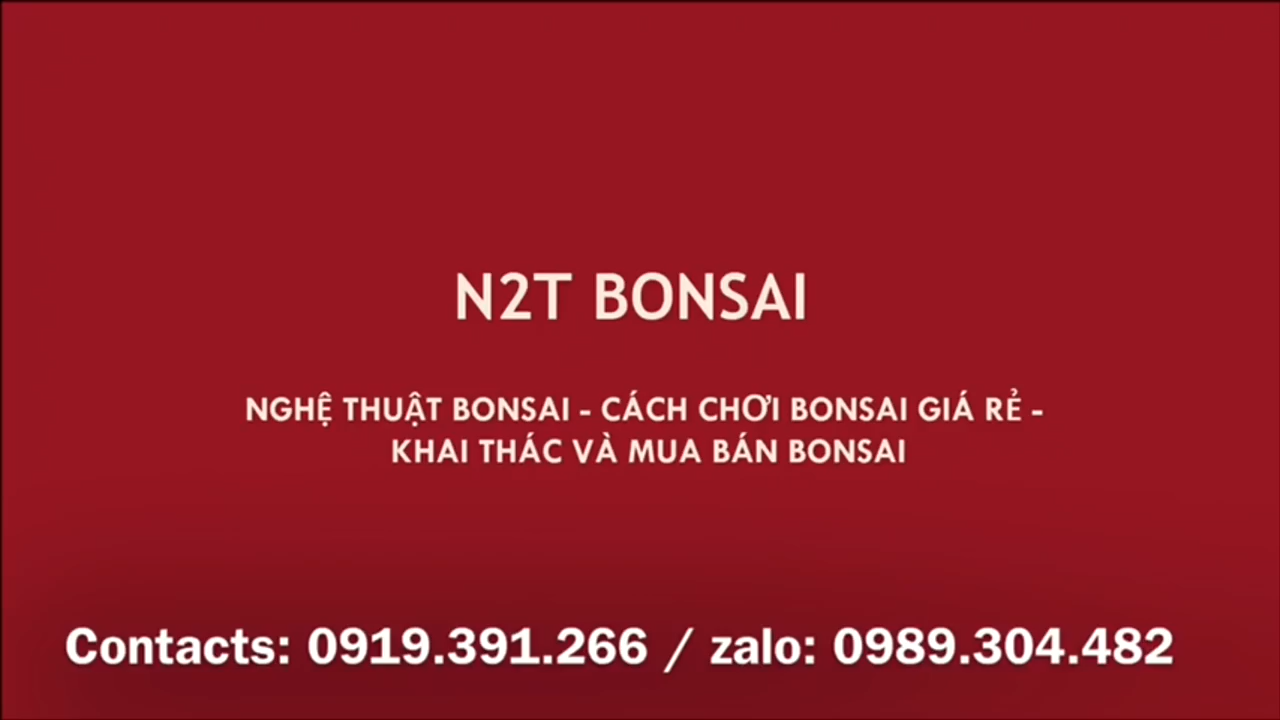 N2T BONSAI
NGHỆ THUẬT BONSAI - CÁCH CHƠI BONSAI GIÁ RẺ -
KHAI THÁC VÀ MUA BÁN BONSAI
Contacts: 0919.391.266 / zalo: 0989.304.482